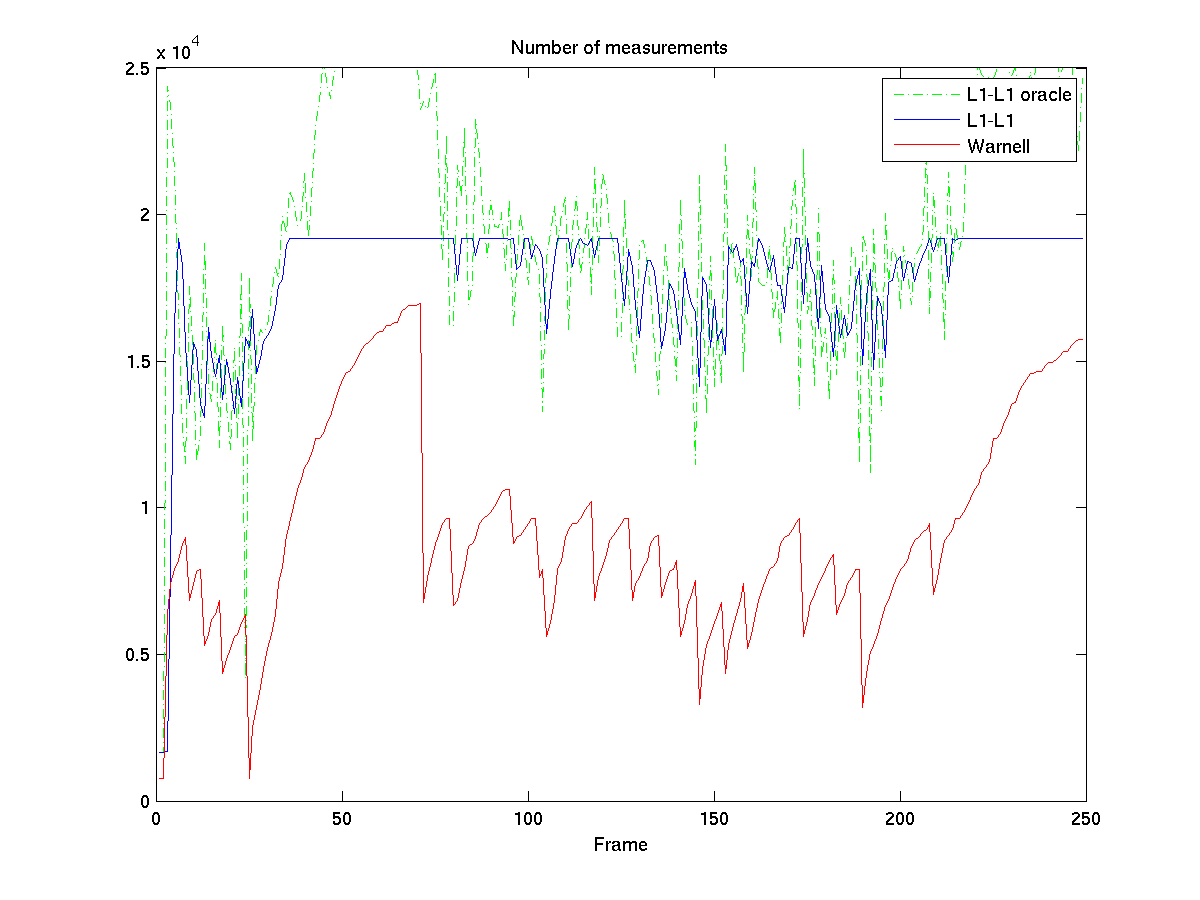 Number of measurements
x 10^4
2.5
2
1.5
1
0.5
0
L1-L1 oracle
L1-L1
Warnell
0 50 100 150 200 250
Frame